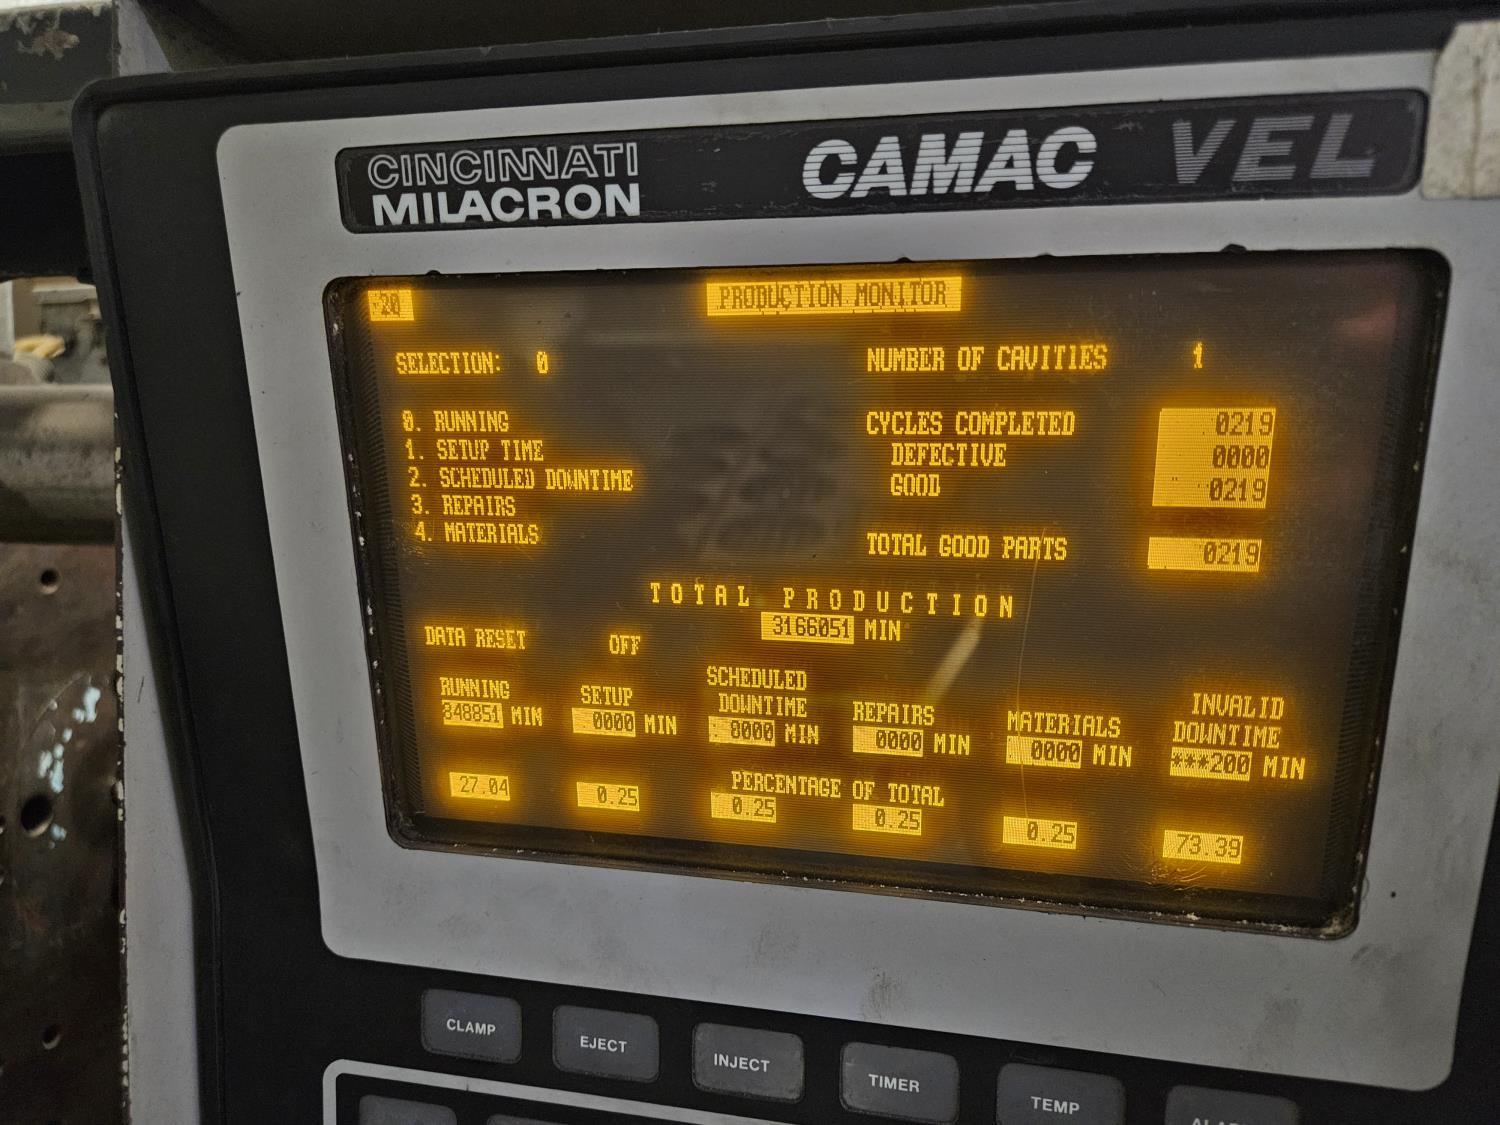 CINCINNATI
MILACRON
CAMAC VEL
20 PRODUCTION MONITOR
SELECTION: 0
NUMBER OF CAVITIES 1
0. RUNNING
1. SETUP TIME
2. SCHEDULED DOWNTIME
3. REPAIRS
4. MATERIALS
CYCLES COMPLETED 0219
DEFECTIVE 0000
GOOD 0219
TOTAL GOOD PARTS 0219
TOTAL PRODUCTION
3166051 MIN
DATA RESET OFF
RUNNING
848851 MIN
SETUP
0000 MIN
SCHEDULED
DOWNTIME
8000 MIN
REPAIRS
0000 MIN
MATERIALS
0000 MIN
INVALID
DOWNTIME
***200 MIN
PERCENTAGE OF TOTAL
27.04 0.25 0.25 0.25 0.25 73.39
CLAMP
EJECT
INJECT
TIMER
TEMP